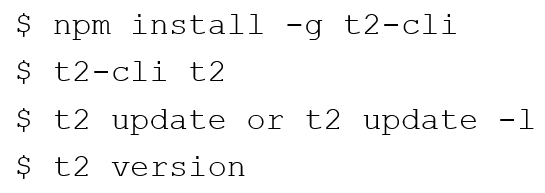 $ npm install -g t2-cli
$ t2-cli t2
$ t2 update or t2 update -l
$ t2 version